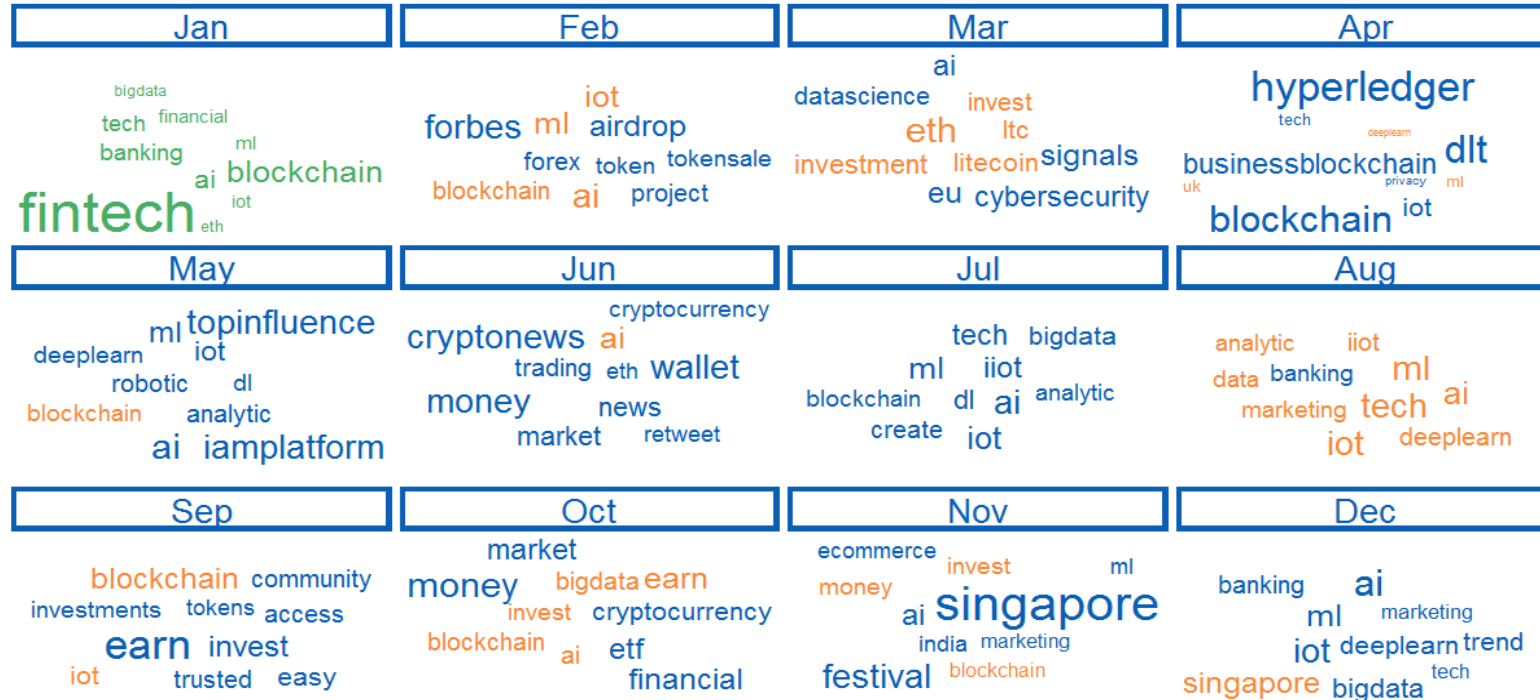 Jan
bigdata
tech financial
ml
banking
ai blockchain
iot
fintech eth
Feb
iot
forbes ml airdrop
forex token tokensale
blockchain ai project
Mar
ai
datascience invest
eth ltc
investment litecoin signals
eu cybersecurity
Apr
hyperledger
tech
deeplearn
businessblockchain dlt
uk privacy ml
blockchain iot
May
ml topinfluence
deeplearn iot
robotic dl
blockchain analytic
ai iamplatform
Jun
cryptocurrency
cryptonews ai
trading eth wallet
money news
market retweet
Jul
tech bigdata
ml iiot
blockchain dl ai analytic
create iot
Aug
analytic iiot
data banking ml
marketing tech ai
iot deeplearn
Sep
blockchain community
investments tokens access
earn invest
iot trusted easy
Oct
market
money bigdata earn
invest cryptocurrency
blockchain ai etf
financial
Nov
ecommerce invest ml
money
ai singapore
india marketing
festival blockchain
Dec
banking ai
ml marketing
iot deeplearn trend
singapore bigdata tech